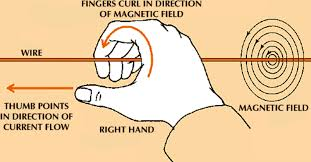 FINGERS CURL IN DIRECTION
OF MAGNETIC FIELD
WIRE
THUMB POINTS
IN DIRECTION OF
CURRENT FLOW
RIGHT HAND
MAGNETIC FIELD